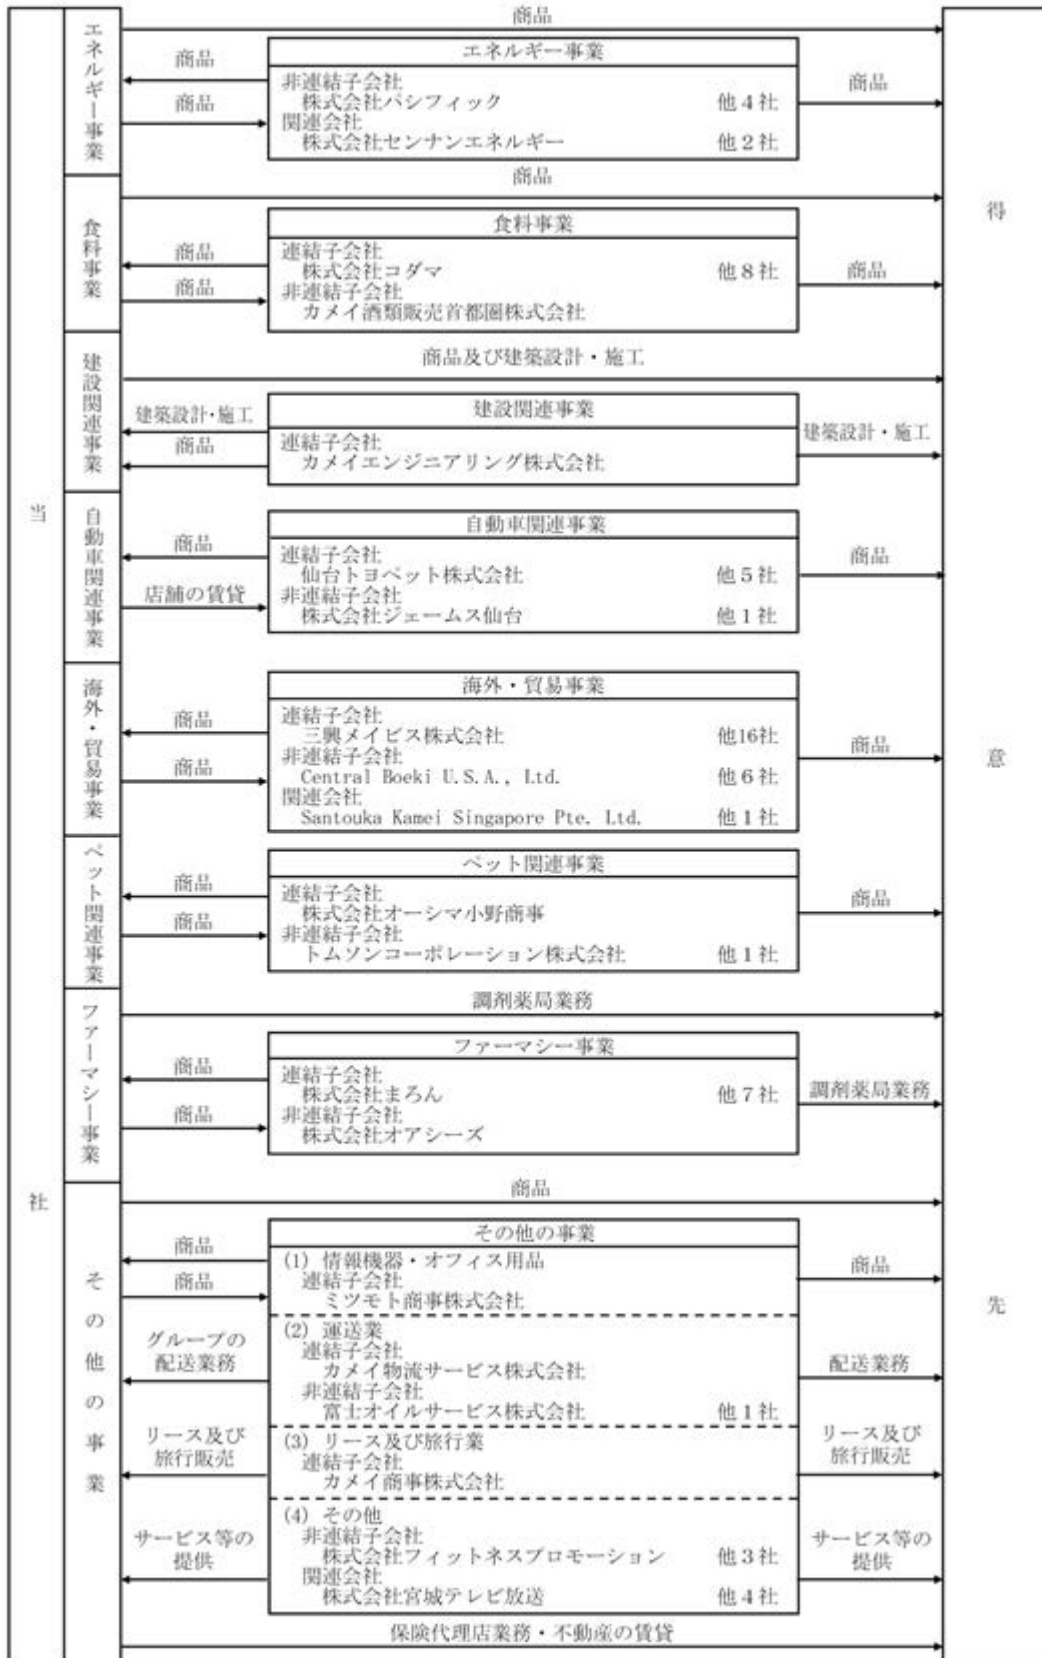 当社
得意先
エネルギー事業
商品
エネルギー事業
商品
商品
非連結子会社
株式会社パシフィック 他4社
関連会社
株式会社センナンエネルギー 他2社
商品
食料事業
商品
食料事業
商品
商品
連結子会社
株式会社コダマ 他8社
非連結子会社
カメイ酒類販売首都圏株式会社
商品
建設関連事業
商品及び建築設計・施工
建設関連事業
建築設計・施工
商品
連結子会社
カメイエンジニアリング株式会社
建築設計・施工
自動車関連事業
自動車関連事業
商品
店舗の賃貸
連結子会社
仙台トヨペット株式会社 他5社
非連結子会社
株式会社ジェームス仙台 他1社
商品
海外・貿易事業
海外・貿易事業
商品
商品
連結子会社
三興メイビス株式会社 他16社
非連結子会社
Central Boeki U.S.A., Ltd. 他6社
関連会社
Santouka Kamei Singapore Pte. Ltd. 他1社
商品
ペット関連事業
ペット関連事業
商品
商品
連結子会社
株式会社オーシマ小野商事
非連結子会社
トムソンコーポレーション株式会社 他1社
商品
ファーマシー事業
調剤薬局業務
ファーマシー事業
商品
商品
連結子会社
株式会社まろん 他7社
非連結子会社
株式会社オアシーズ
調剤薬局業務
その他の事業
商品
その他の事業
商品
商品
(1) 情報機器・オフィス用品
連結子会社
ミツモト商事株式会社
商品
グループの
配送業務
(2) 運送業
連結子会社
カメイ物流サービス株式会社
非連結子会社
富士オイルサービス株式会社 他1社
配送業務
リース及び
旅行販売
(3) リース及び旅行業
連結子会社
カメイ商事株式会社
リース及び
旅行販売
サービス等の
提供
(4) その他
非連結子会社
株式会社フィットネスプロモーション 他3社
関連会社
株式会社宮城テレビ放送 他4社
サービス等の
提供
保険代理店業務・不動産の賃貸